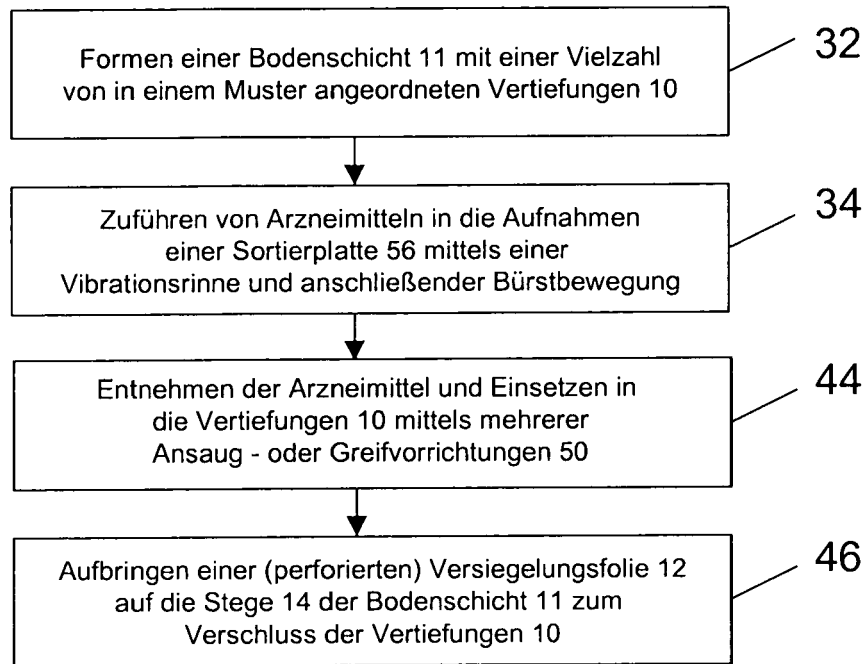 Formen einer Bodenschicht 11 mit einer Vielzahl
von in einem Muster angeordneten Vertiefungen 10
32
Zuführen von Arzneimitteln in die Aufnahmen
einer Sortierplatte 56 mittels einer
Vibrationsrinne und anschließender Bürstbewegung
34
Entnehmen der Arzneimittel und Einsetzen in
die Vertiefungen 10 mittels mehrerer
Ansaug - oder Greifvorrichtungen 50
44
Aufbringen einer (perforierten) Versiegelungsfolie 12
auf die Stege 14 der Bodenschicht 11 zum
Verschluss der Vertiefungen 10
46